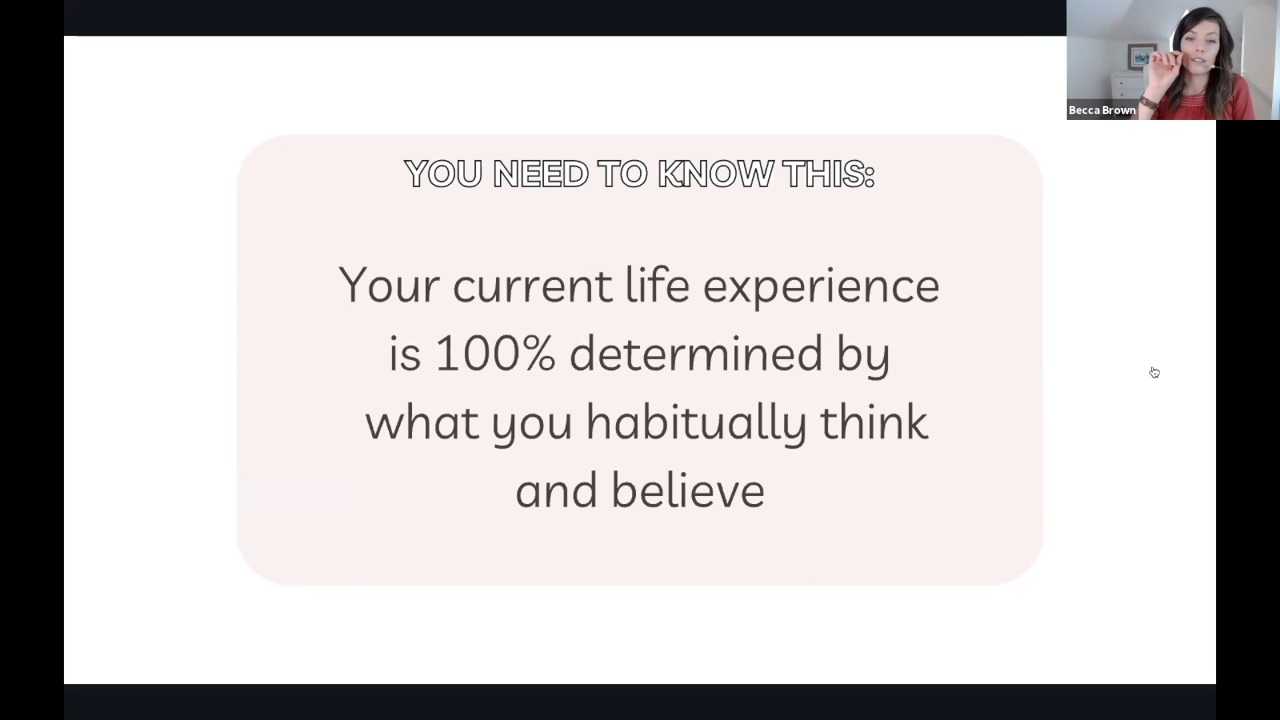 Becca Brown
YOU NEED TO KNOW THIS:
Your current life experience
is 100% determined by
what you habitually think
and believe